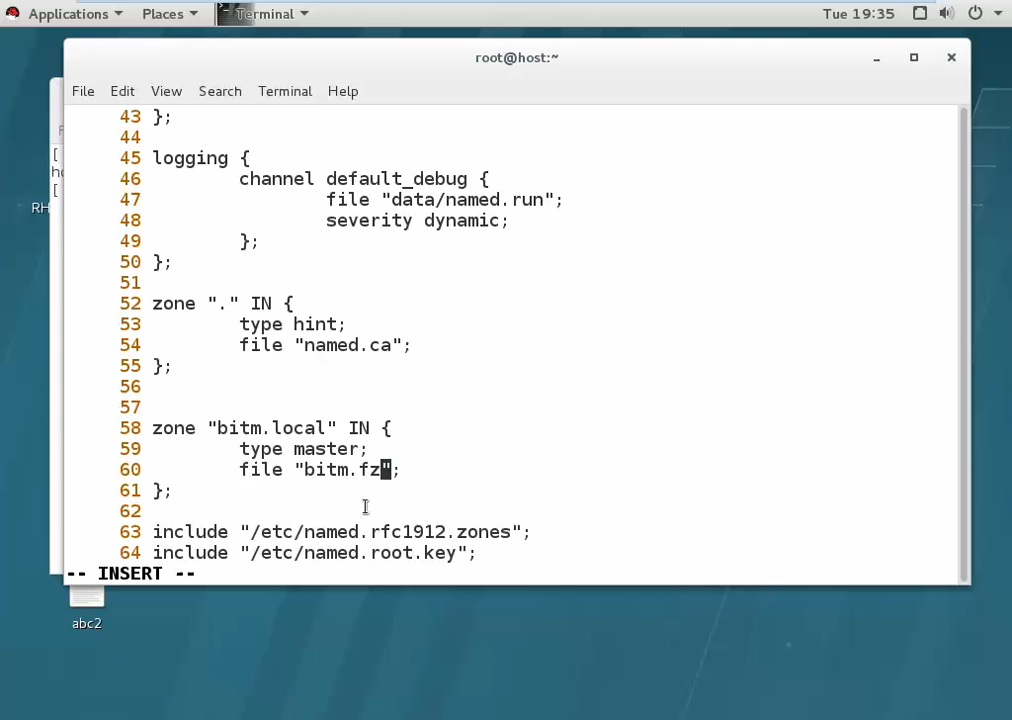 Applications Places Terminal Tue 19:35
root@host:~
File Edit View Search Terminal Help
43 };
44
45 logging {
46 channel default_debug {
47 file "data/named.run";
48 severity dynamic;
49 };
50 };
51
52 zone "." IN {
53 type hint;
54 file "named.ca";
55 };
56
57
58 zone "bitm.local" IN {
59 type master;
60 file "bitm.fz";
61 };
62
63 include "/etc/named.rfc1912.zones";
64 include "/etc/named.root.key";
-- INSERT --
[
[
RH
abc2